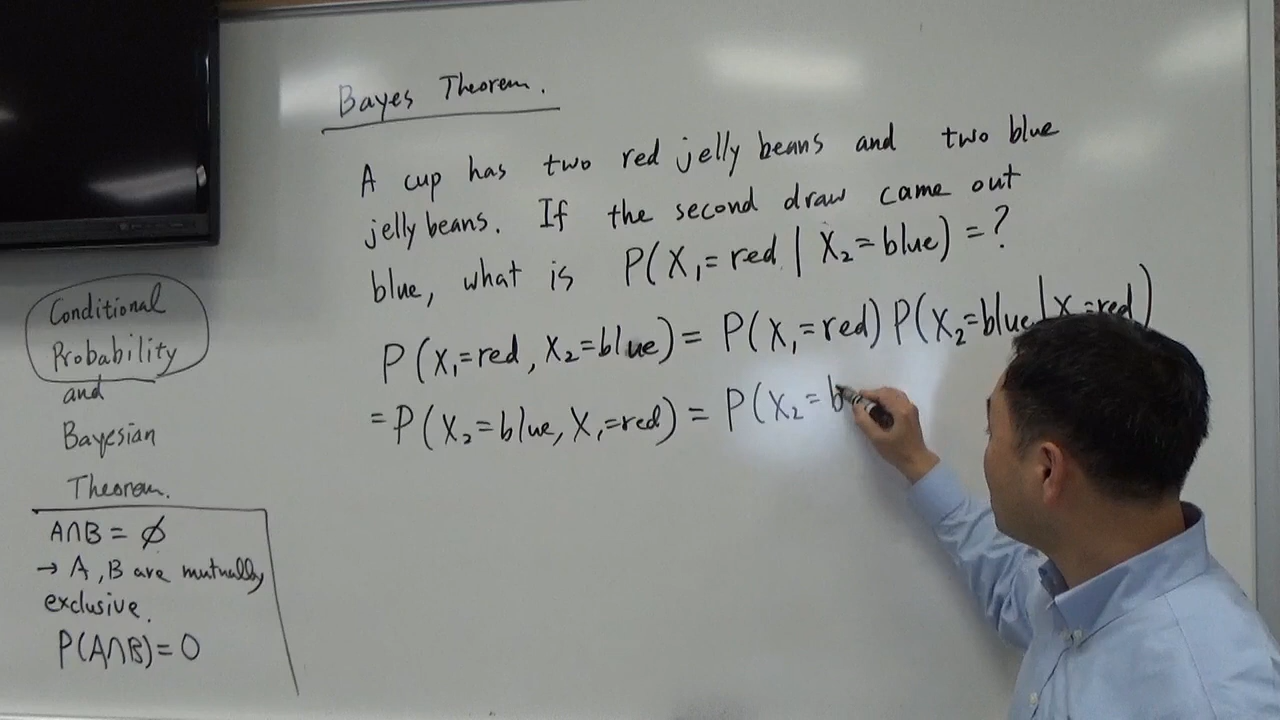 Bayes Theorem.
A cup has two red jelly beans and two blue
jelly beans. If the second draw came out
blue, what is P(X₁=red | X₂=blue) = ?
P(X₁=red, X₂=blue) = P(X₁=red) P(X₂=blue | X₁=red)
= P(X₂=blue, X₁=red) = P(X₂=b
Conditional
Probability
and
Bayesian
Theorem.
A∩B = ∅
→ A, B are mutually
exclusive.
P(A∩B)=0